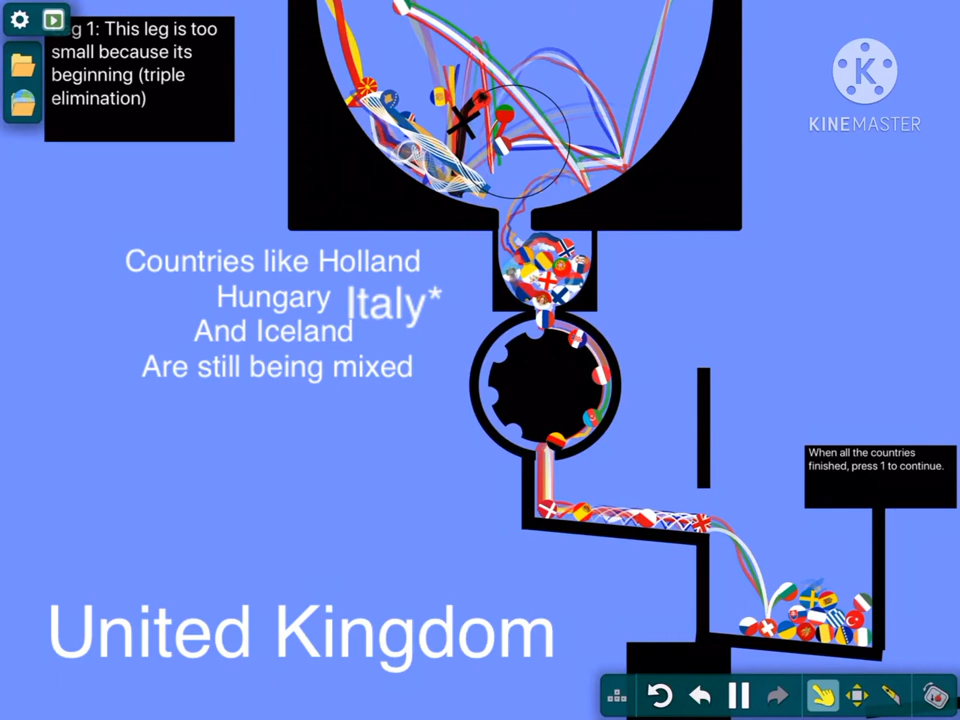 g 1: This leg is too
small because its
beginning (triple
elimination)
K
KINEMASTER
Countries like Holland
Hungary Italy*
And Iceland
Are still being mixed
When all the countries
finished, press 1 to continue.
United Kingdom